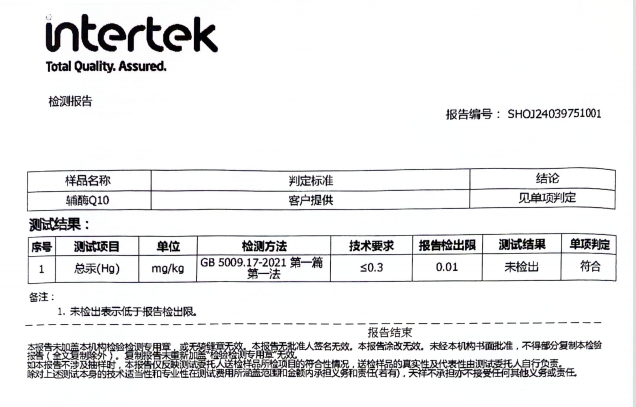 intertek
Total Quality. Assured.
检测报告
报告编号： SHOJ24039751001
样品名称 判定标准 结论
辅酶Q10 客户提供 见单项判定
测试结果：
序号 测试项目 单位 检测方法 技术要求 报告检出限 测试结果 单项判定
1 总汞(Hg) mg/kg GB 5009.17-2021 第一篇 第一法 ≤0.3 0.01 未检出 符合
备注：
1. 未检出表示低于报告检出限。
报告结束
本报告未加盖本机构检验检测专用章，或无骑缝章无效。本报告无批准人签名无效。本报告涂改无效。未经本机构书面批准，不得部分复制本检验
报告（全文复制除外）。复制报告未重新加盖“检验检测专用章”无效。
如本报告不涉及抽样时，本报告仅反映测试委托人送检样品所检项目的符合性情况，送检样品的真实性及代表性由测试委托人自行负责。
除对上述测试本身的技术适当性和专业性在测试费用所涵盖范围和金额内承担义务和责任(若有)，天祥不承担亦不接受任何其他义务或责任。